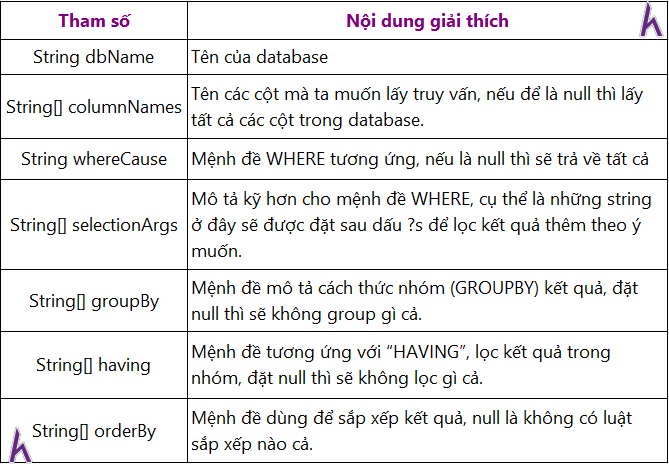 Tham số
Nội dung giải thích
String dbName
Tên của database
String[] columnNames
Tên các cột mà ta muốn lấy truy vấn, nếu để là null thì lấy
tất cả các cột trong database.
String whereCause
Mệnh đề WHERE tương ứng, nếu là null thì sẽ trả về tất cả
String[] selectionArgs
Mô tả kỹ hơn cho mệnh đề WHERE, cụ thể là những string
ở đây sẽ được đặt sau dấu ?s để lọc kết quả thêm theo ý
muốn.
String[] groupBy
Mệnh đề mô tả cách thức nhóm (GROUPBY) kết quả, đặt
null thì sẽ không group gì cả.
String[] having
Mệnh đề tương ứng với “HAVING”, lọc kết quả trong
nhóm, đặt null thì sẽ không lọc gì cả.
String[] orderBy
Mệnh đề dùng để sắp xếp kết quả, null là không có luật
sắp xếp nào cả.